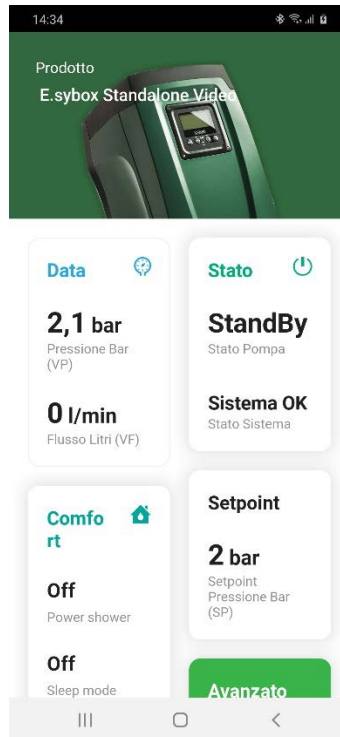 14:34
Prodotto
E.sybox Standalone Video
Data
2,1 bar
Pressione Bar
(VP)
0 l/min
Flusso Litri (VF)
Stato
StandBy
Stato Pompa
Sistema OK
Stato Sistema
Comfo
rt
Off
Power shower
Off
Sleep mode
Setpoint
2 bar
Setpoint
Pressione Bar
(SP)
Avanzato